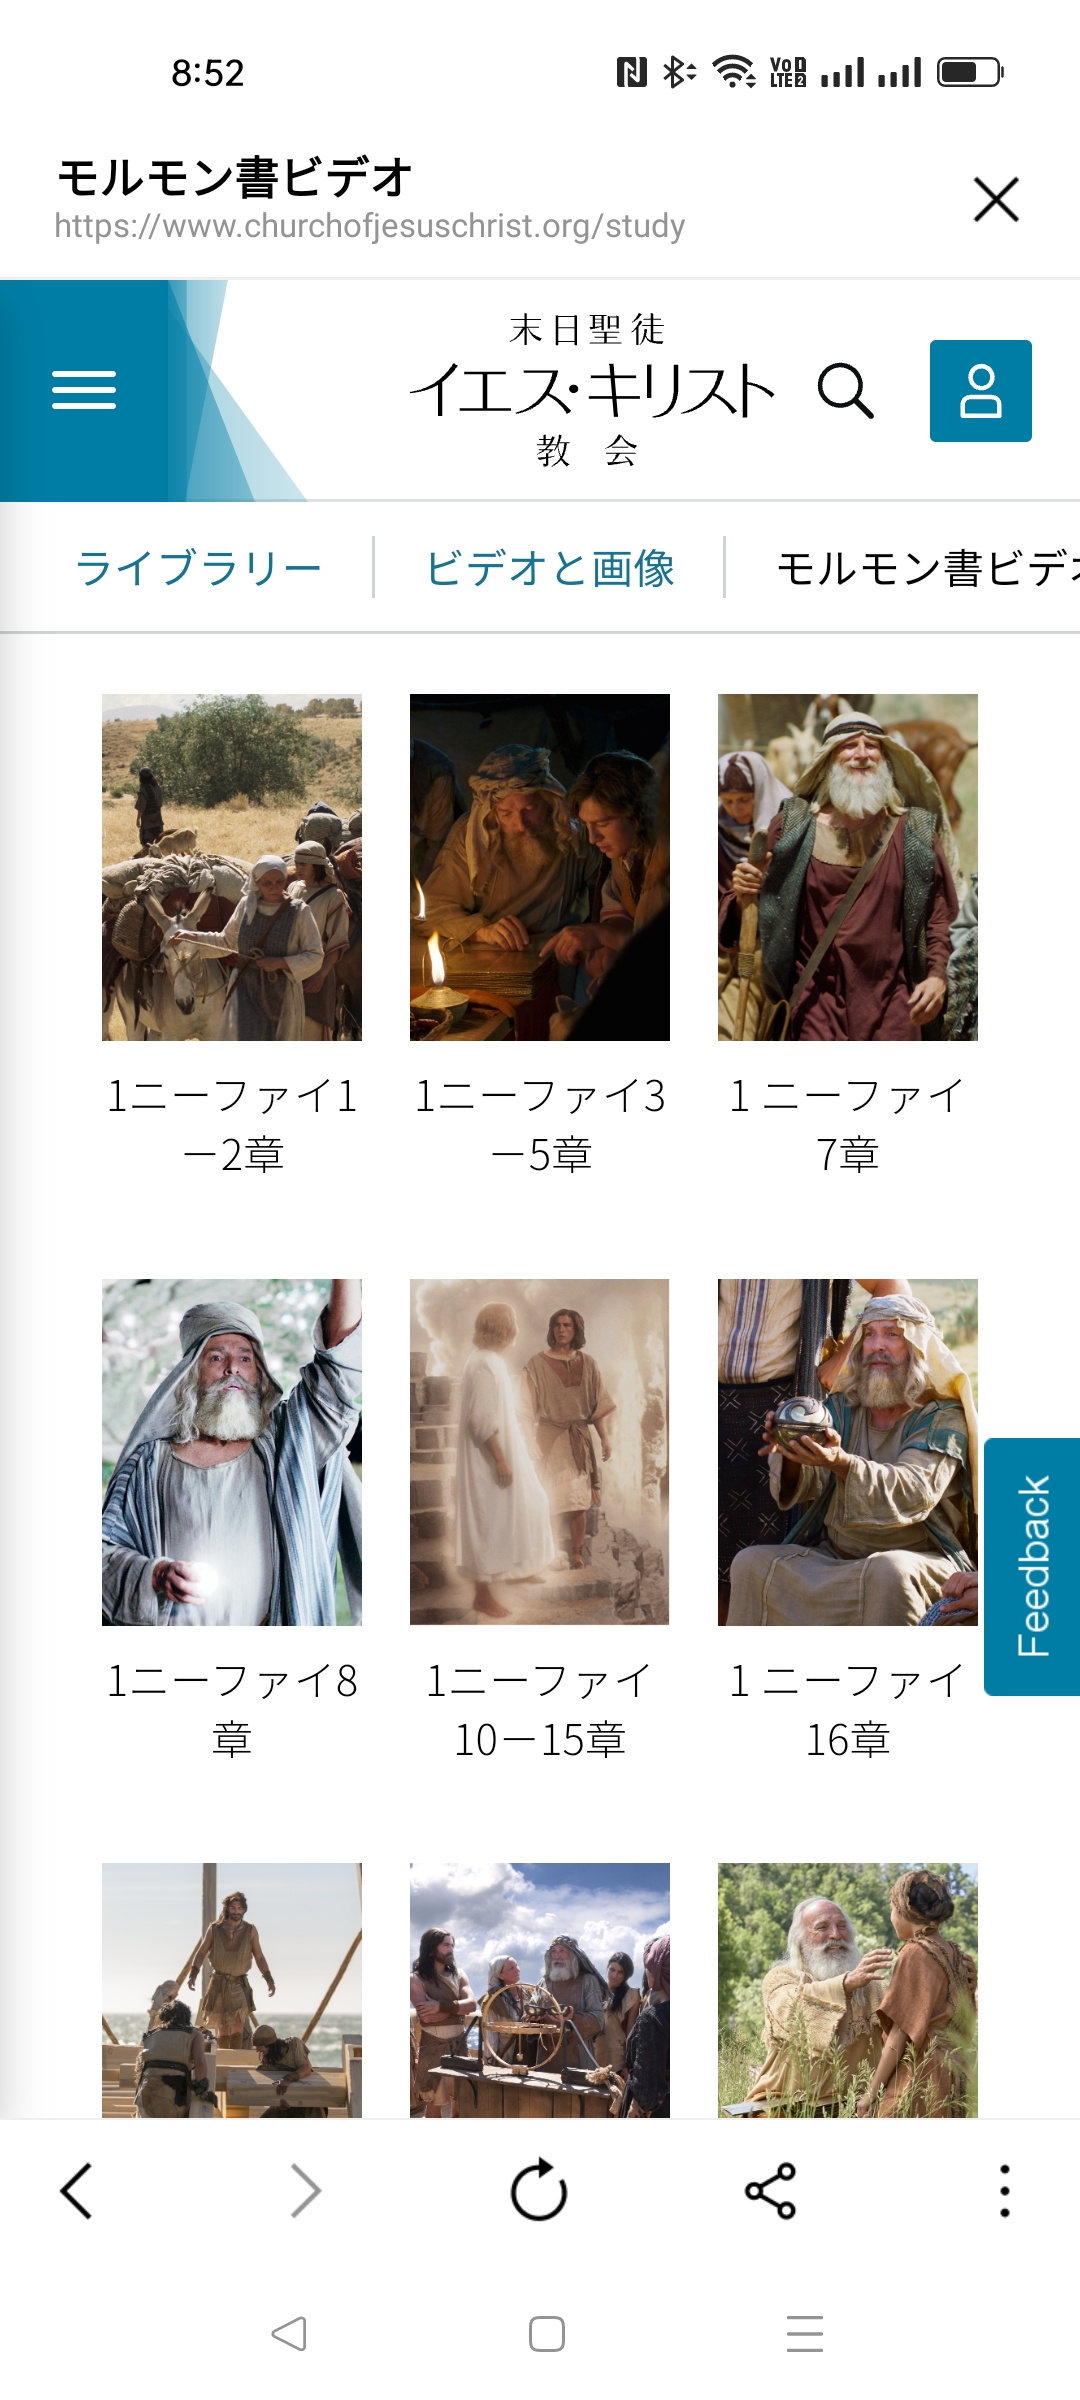 8:52
VoD
LTE2
モルモン書ビデオ
https://www.churchofjesuschrist.org/study
末日聖徒
イエス・キリスト
教会
ライブラリー
ビデオと画像
モルモン書ビデオ
1ニーファイ1
－2章
1ニーファイ3
－5章
1 ニーファイ
7章
1ニーファイ8
章
1ニーファイ
10－15章
1 ニーファイ
16章
Feedback